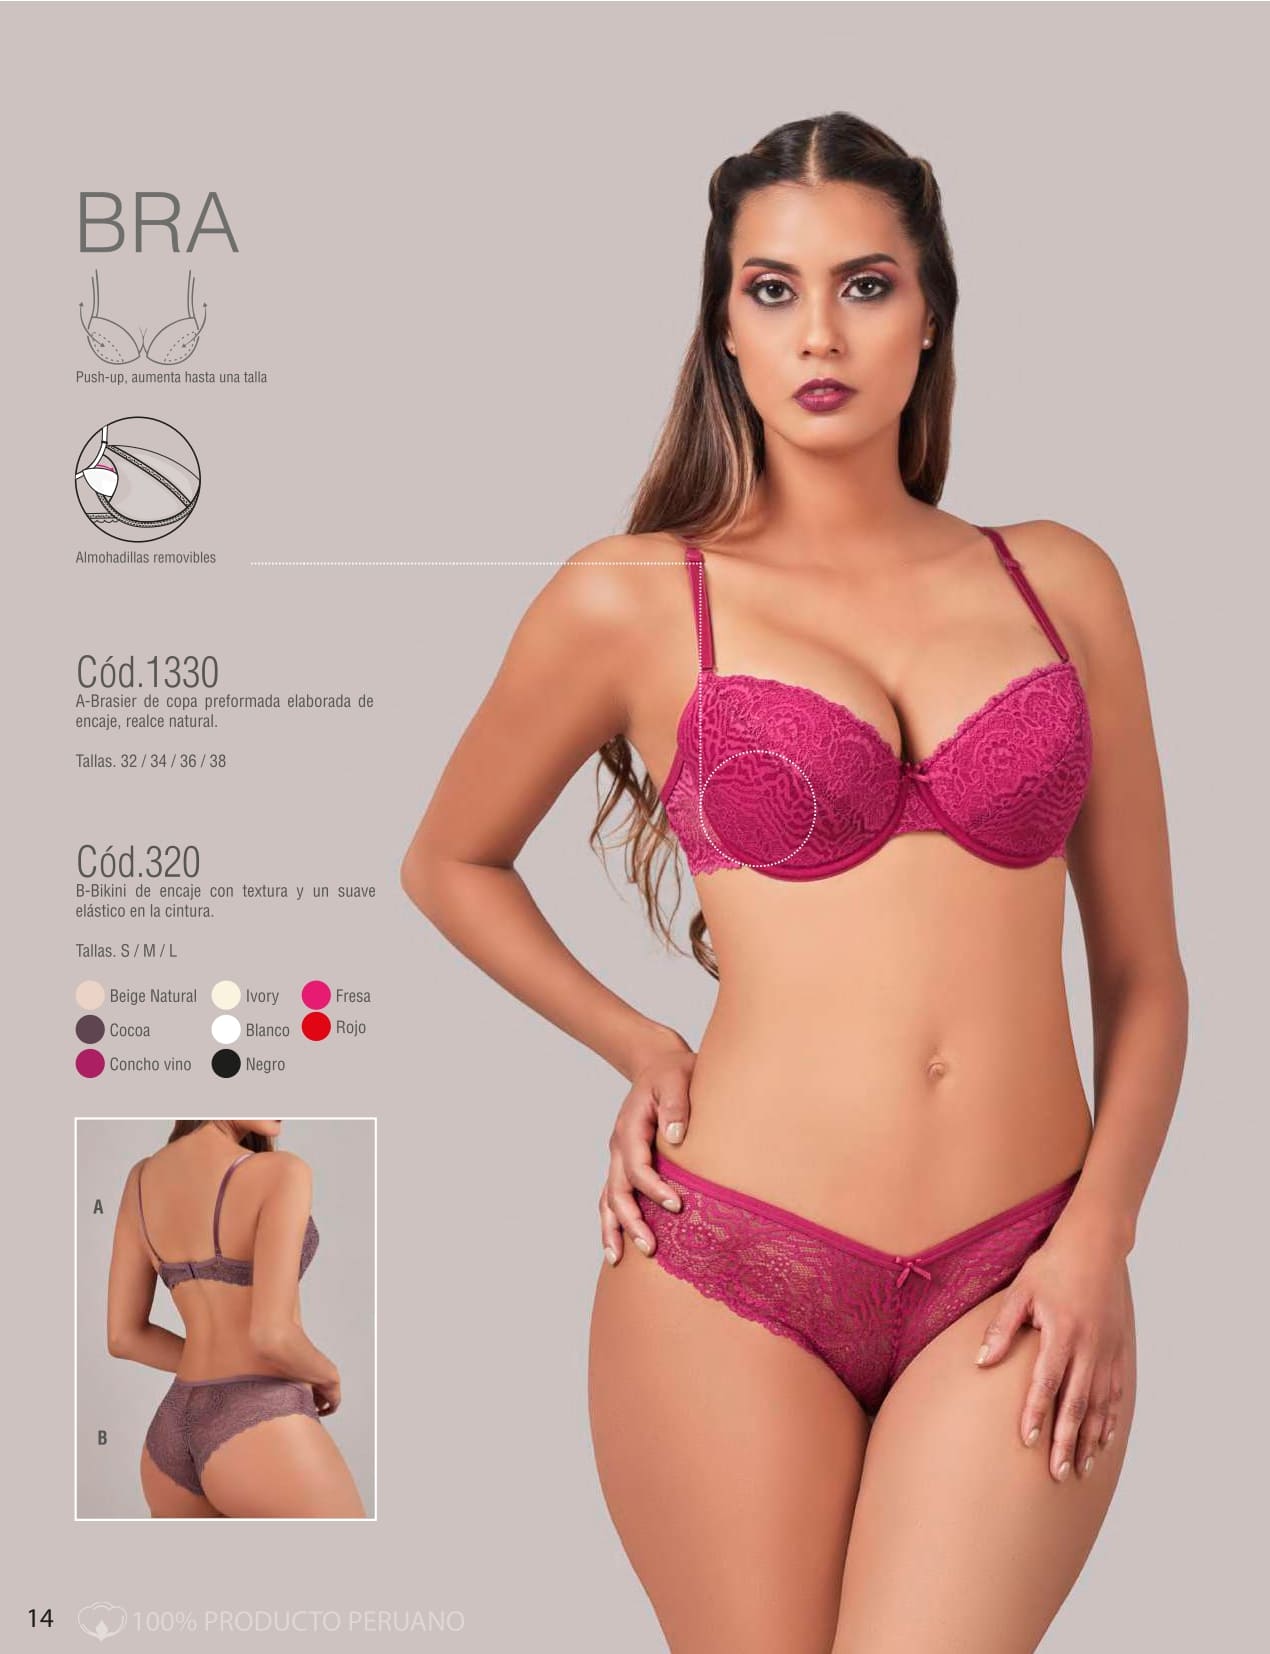 BRA
Push-up, aumenta hasta una talla
Almohadillas removibles
Cód.1330
A-Brasier de copa preformada elaborada de
encaje, realce natural.
Tallas. 32 / 34 / 36 / 38
Cód.320
B-Bikini de encaje con textura y un suave
elástico en la cintura.
Tallas. S / M / L
Beige Natural
Ivory
Fresa
Cocoa
Blanco
Rojo
Concho vino
Negro
A
B
14
100% PRODUCTO PERUANO